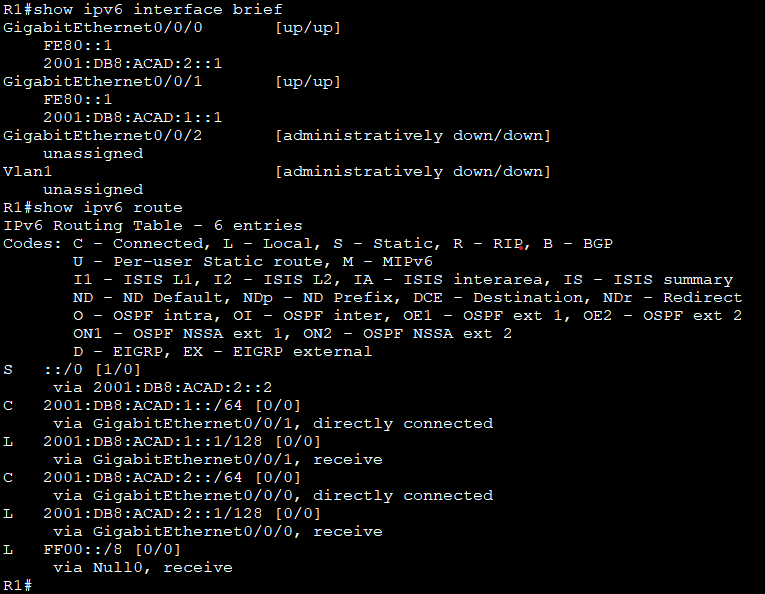 R1#show ipv6 interface brief
GigabitEthernet0/0/0       [up/up]
    FE80::1
    2001:DB8:ACAD:2::1
GigabitEthernet0/0/1       [up/up]
    FE80::1
    2001:DB8:ACAD:1::1
GigabitEthernet0/0/2       [administratively down/down]
    unassigned
Vlan1                      [administratively down/down]
    unassigned
R1#show ipv6 route
IPv6 Routing Table - 6 entries
Codes: C - Connected, L - Local, S - Static, R - RIP, B - BGP
       U - Per-user Static route, M - MIPv6
       I1 - ISIS L1, I2 - ISIS L2, IA - ISIS interarea, IS - ISIS summary
       ND - ND Default, NDp - ND Prefix, DCE - Destination, NDr - Redirect
       O - OSPF intra, OI - OSPF inter, OE1 - OSPF ext 1, OE2 - OSPF ext 2
       ON1 - OSPF NSSA ext 1, ON2 - OSPF NSSA ext 2
       D - EIGRP, EX - EIGRP external
S   ::/0 [1/0]
     via 2001:DB8:ACAD:2::2
C   2001:DB8:ACAD:1::/64 [0/0]
     via GigabitEthernet0/0/1, directly connected
L   2001:DB8:ACAD:1::1/128 [0/0]
     via GigabitEthernet0/0/1, receive
C   2001:DB8:ACAD:2::/64 [0/0]
     via GigabitEthernet0/0/0, directly connected
L   2001:DB8:ACAD:2::1/128 [0/0]
     via GigabitEthernet0/0/0, receive
L   FF00::/8 [0/0]
     via Null0, receive
R1#